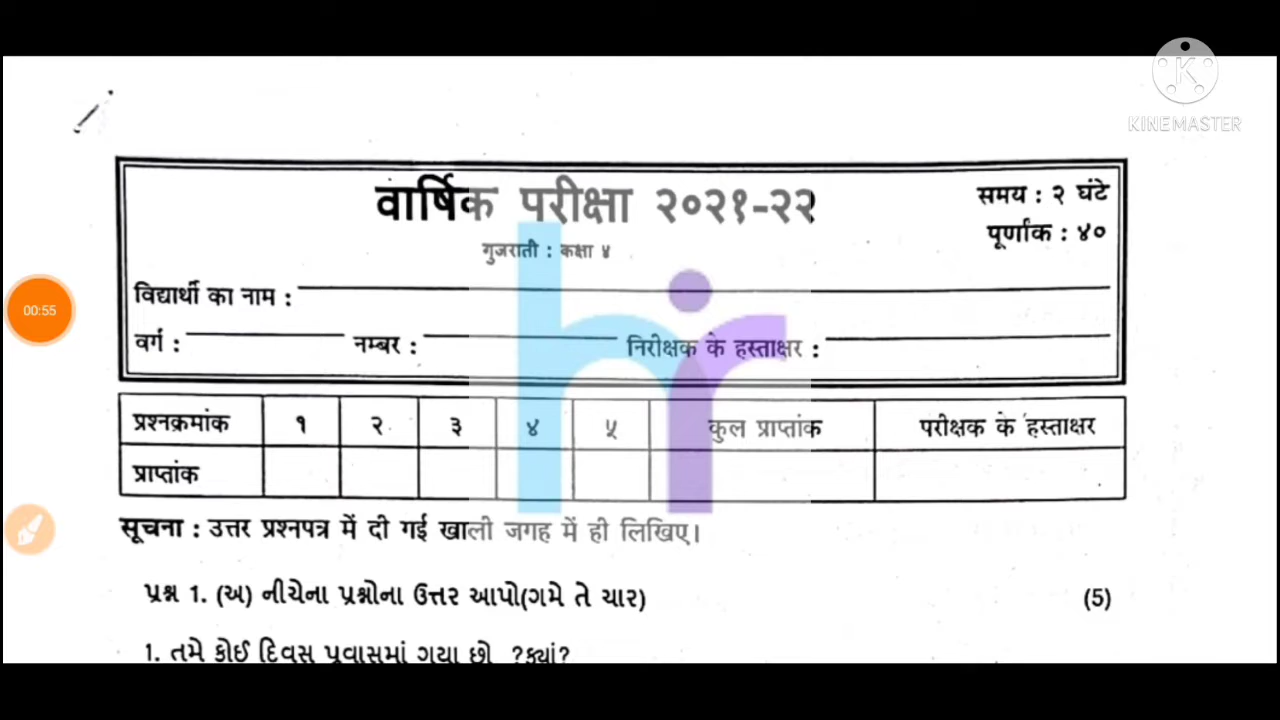 KINEMASTER
वार्षिक परीक्षा २०२१-२२
समय : २ घंटे
गुजराती : कक्षा ४
पूर्णांक : ४०
विद्यार्थी का नाम :
वर्ग : नम्बर : निरीक्षक के हस्ताक्षर :
00:55
प्रश्नक्रमांक १ २ ३ ४ ५ कुल प्राप्तांक परीक्षक के हस्ताक्षर
प्राप्तांक
सूचना : उत्तर प्रश्नपत्र में दी गई खाली जगह में ही लिखिए।
પ્રશ્ન 1. (અ) નીચેના પ્રશ્નોના ઉત્તર આપો(ગમે તે ચાર) (5)
1. તમે કોઈ દિવસ પ્રવાસમાં ગયા છો ?ક્યાં?